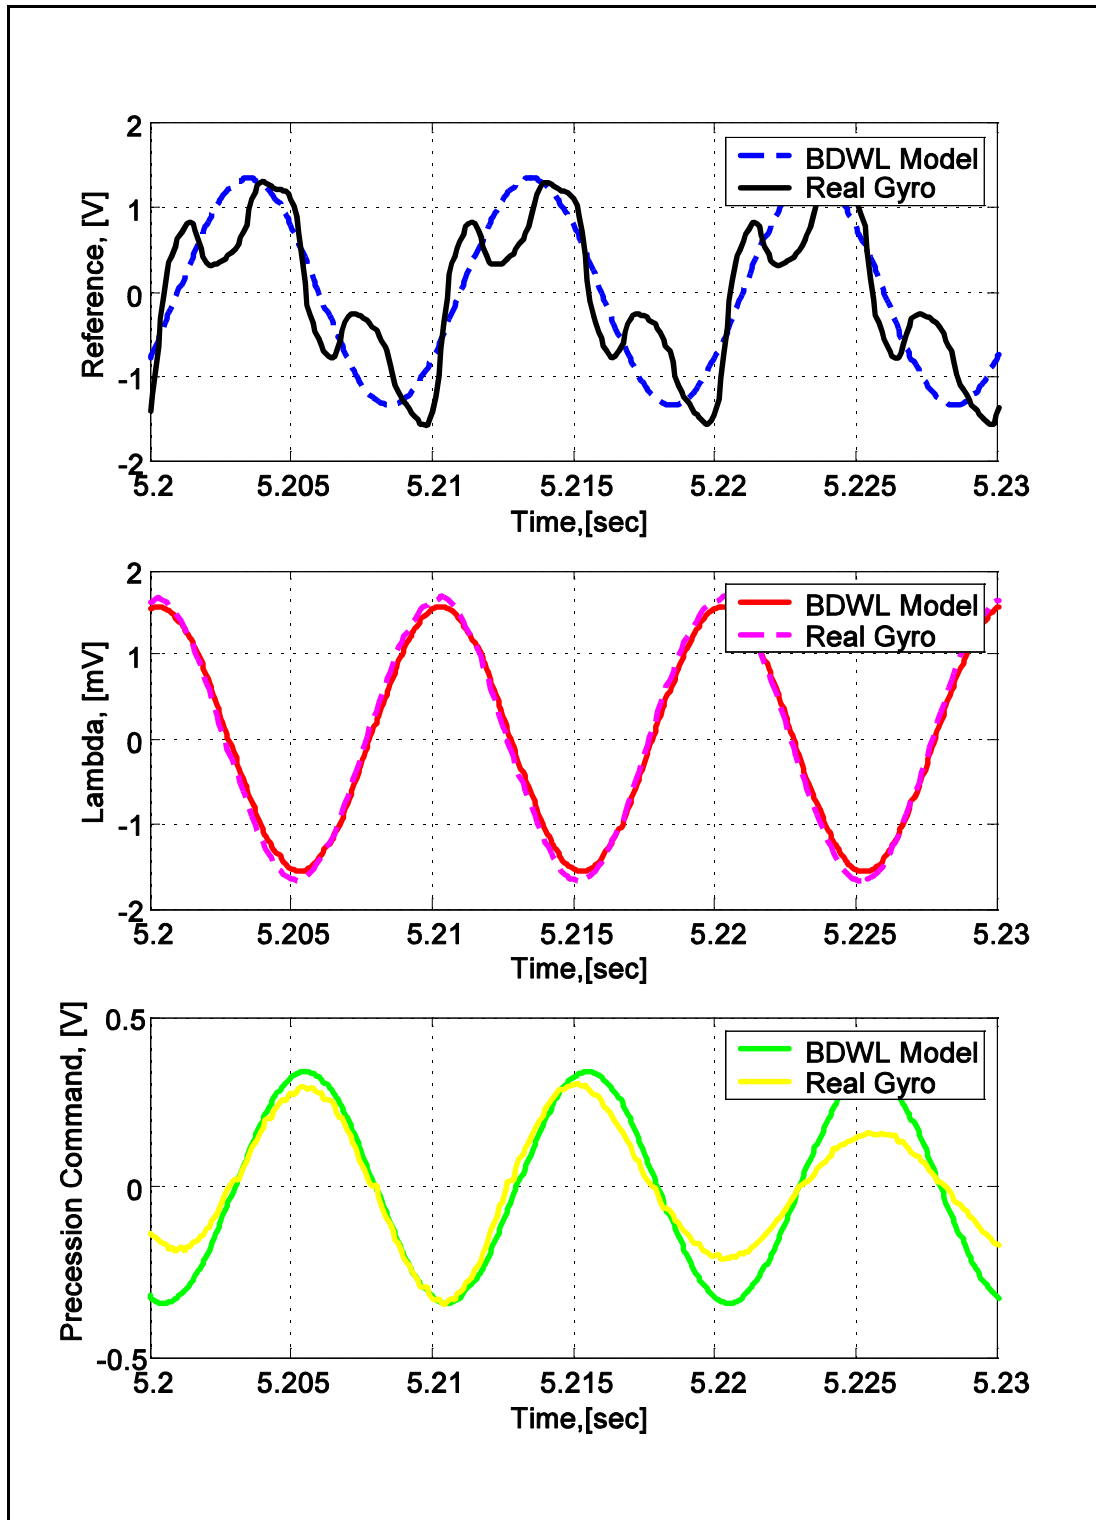 2
1
0
-1
-2
Reference, [V]
BDWL Model
Real Gyro
5.2 5.205 5.21 5.215 5.22 5.225 5.23
Time,[sec]
2
1
0
-1
-2
Lambda, [mV]
BDWL Model
Real Gyro
5.2 5.205 5.21 5.215 5.22 5.225 5.23
Time,[sec]
0.5
0
-0.5
Precession Command, [V]
BDWL Model
Real Gyro
5.2 5.205 5.21 5.215 5.22 5.225 5.23
Time,[sec]